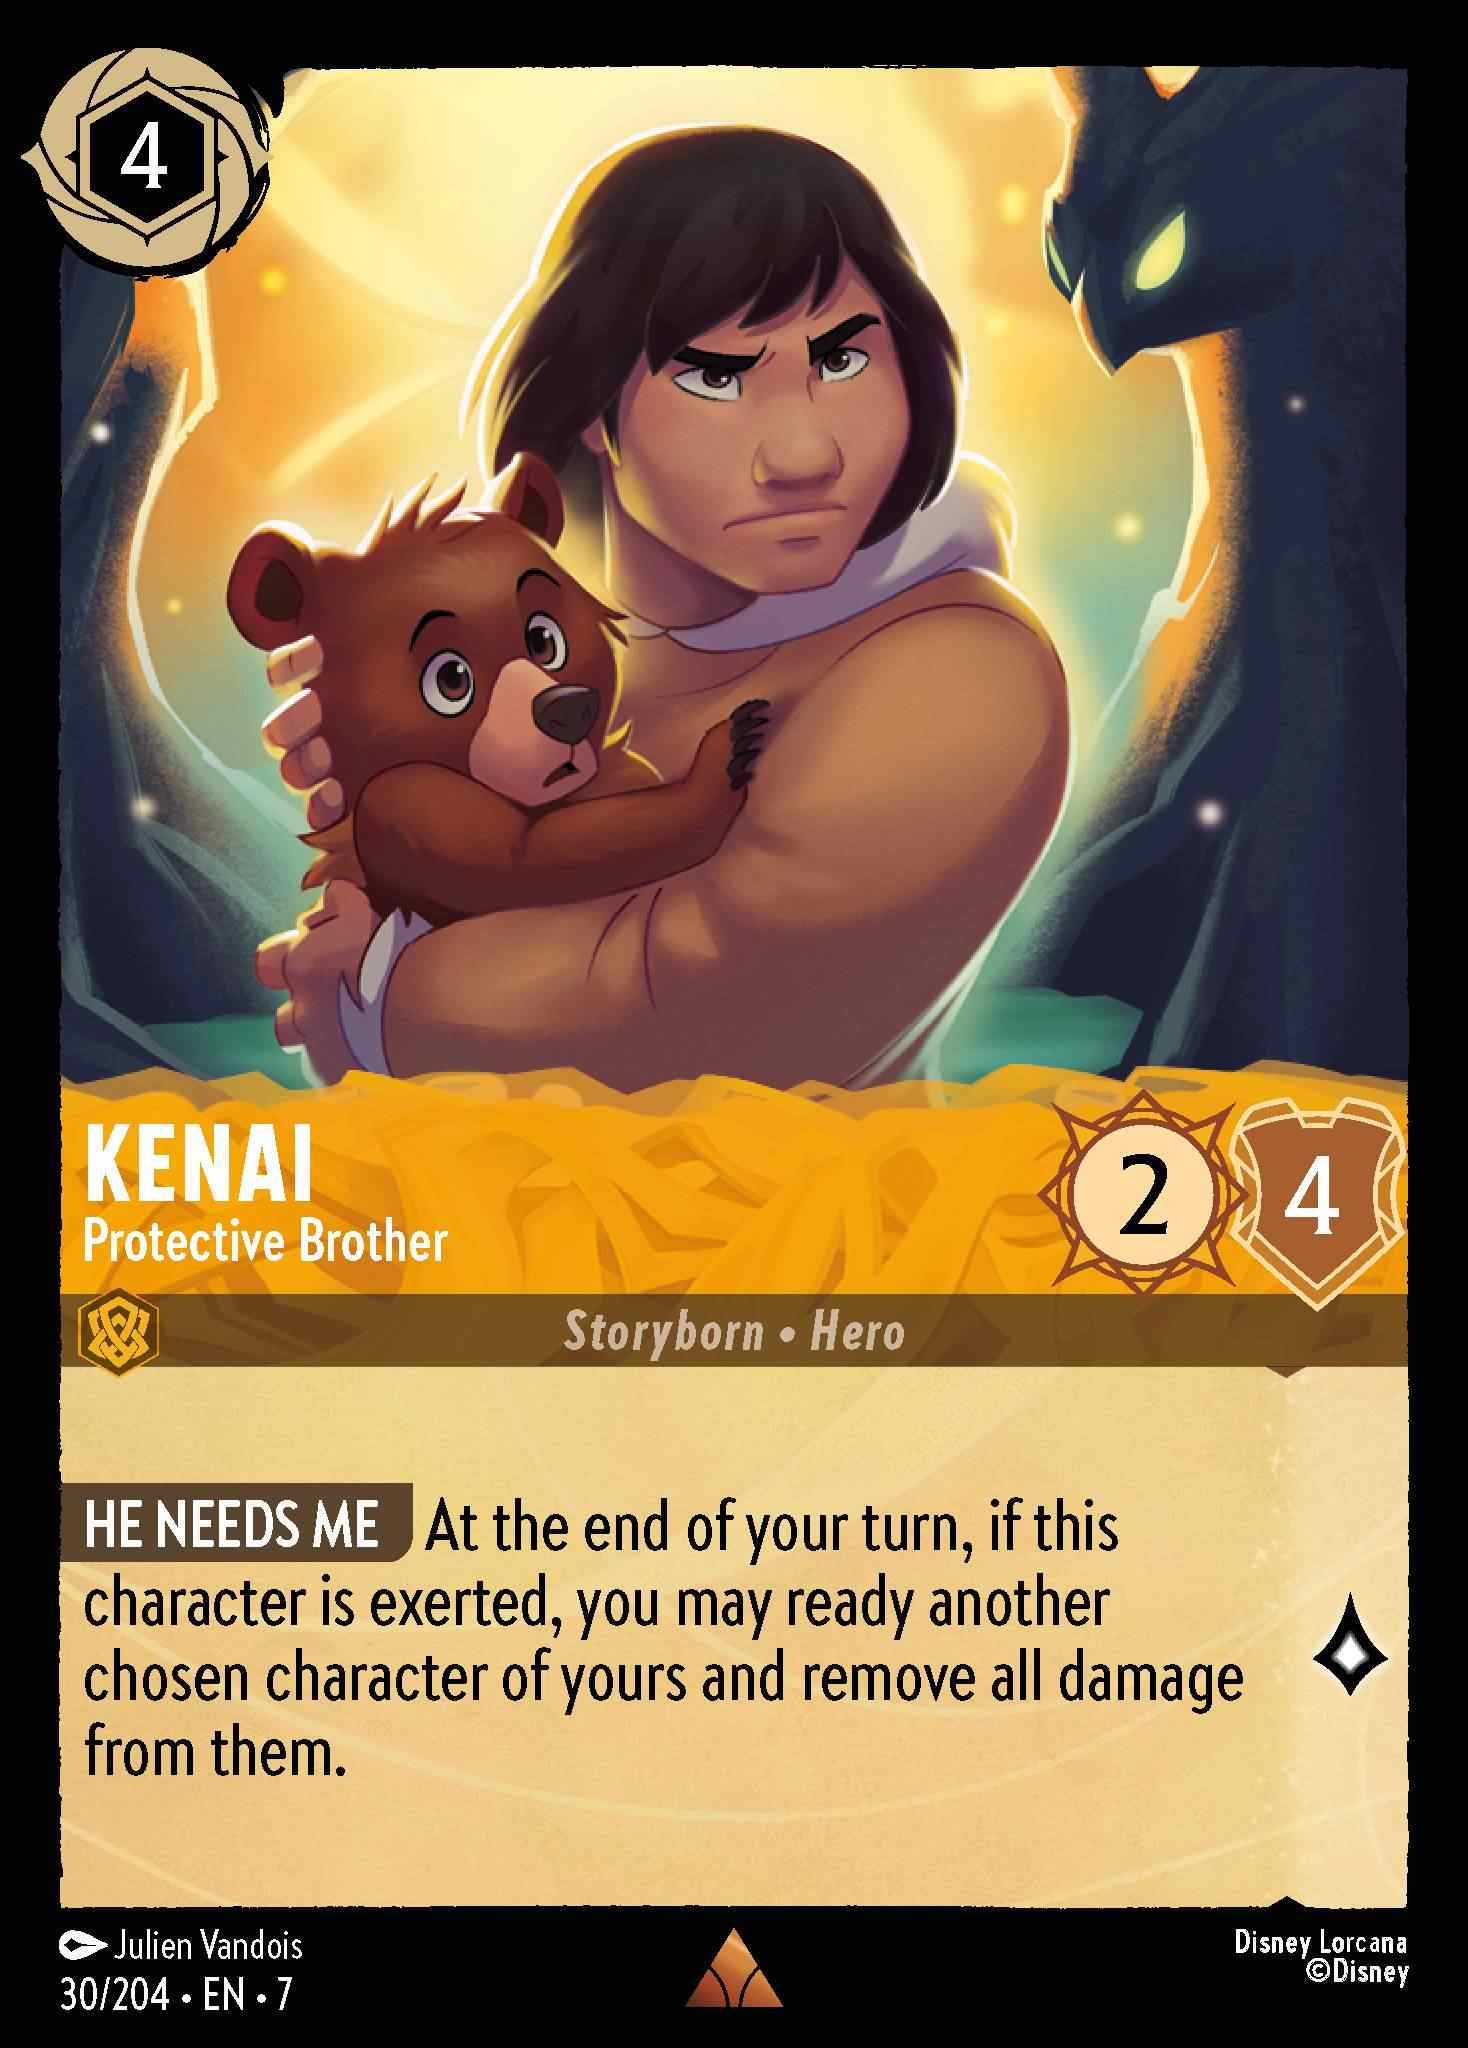 4
KENAI
Protective Brother
2
4
Storyborn • Hero
HE NEEDS ME At the end of your turn, if this
character is exerted, you may ready another
chosen character of yours and remove all damage
from them.
Julien Vandois
30/204 • EN • 7
Disney Lorcana
©Disney